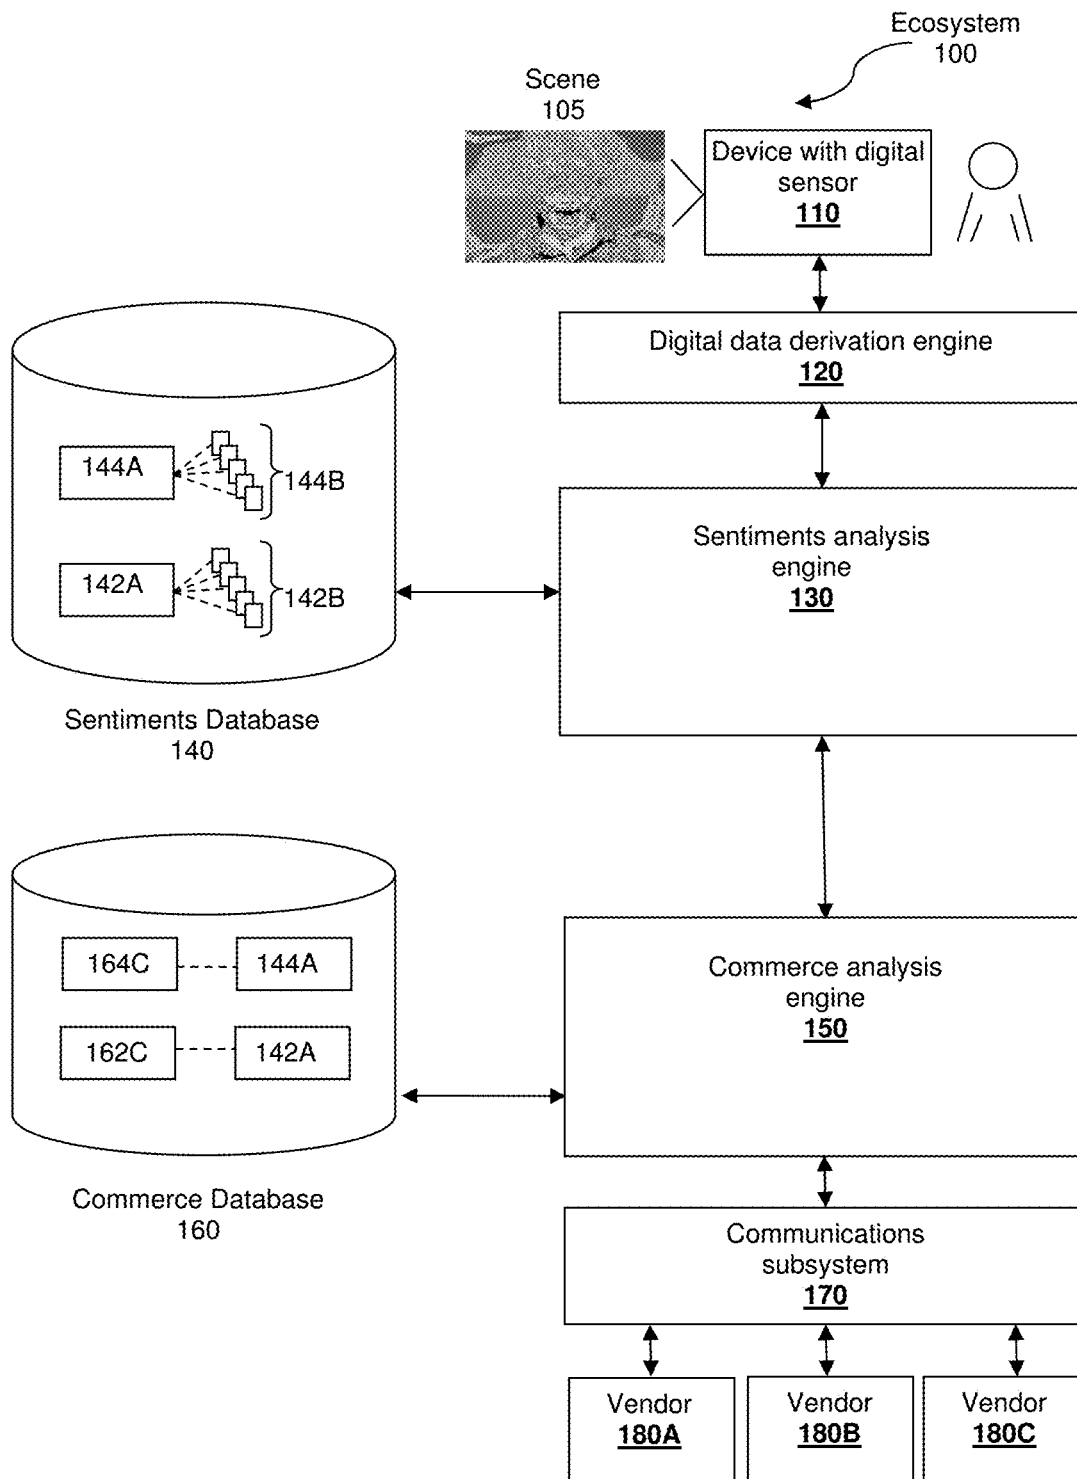 Ecosystem
100
Scene
105
Device with digital
sensor
110
Digital data derivation engine
120
144A
144B
142A
142B
Sentiments analysis
engine
130
Sentiments Database
140
164C
144A
162C
142A
Commerce analysis
engine
150
Commerce Database
160
Communications
subsystem
170
Vendor
180A
Vendor
180B
Vendor
180C